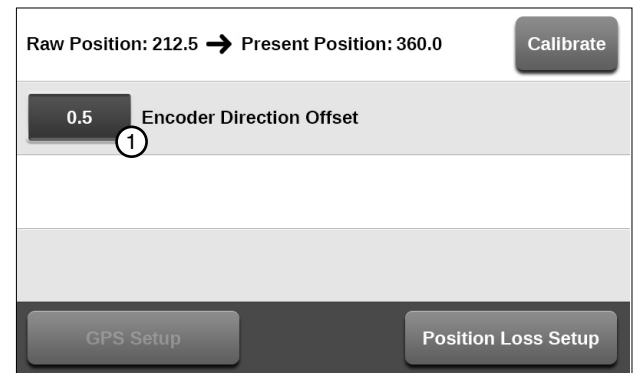 Raw Position: 212.5 ➔ Present Position: 360.0
Calibrate
0.5
1
Encoder Direction Offset
GPS Setup
Position Loss Setup